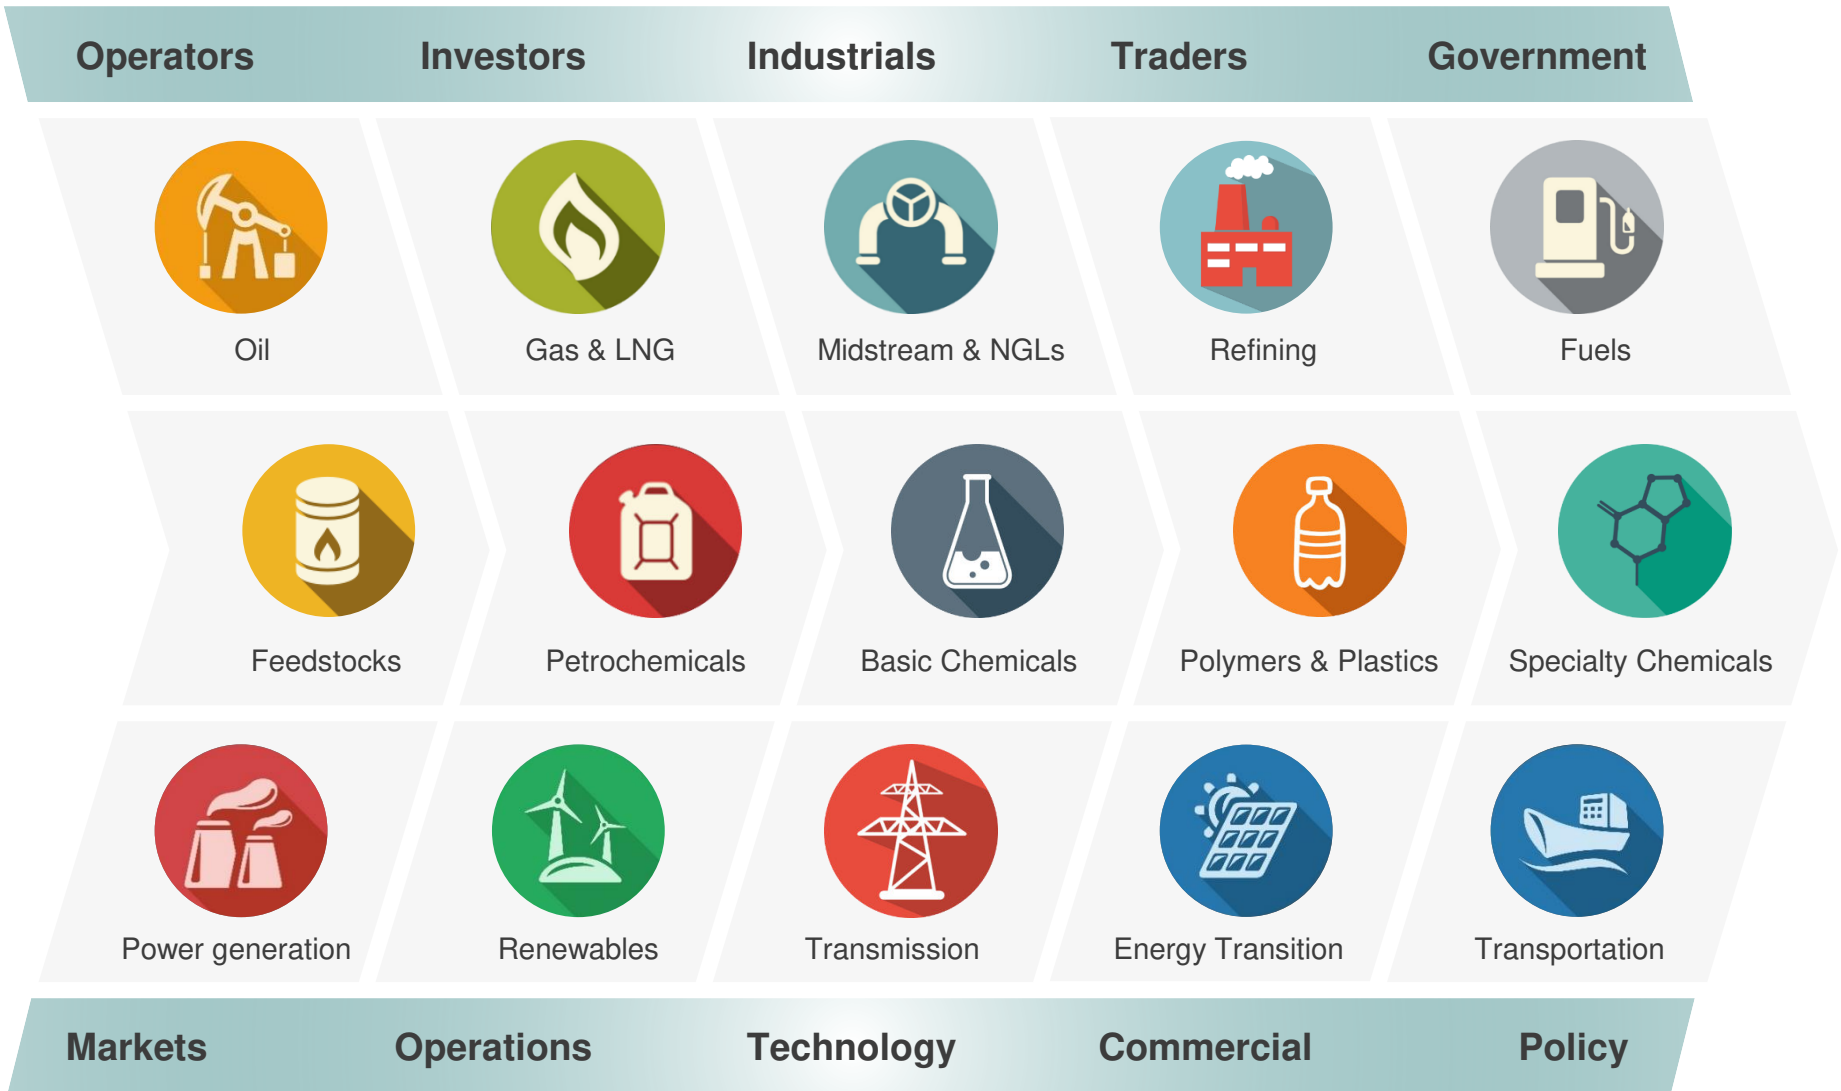 Operators Investors Industrials Traders Government
Oil Gas & LNG Midstream & NGLs Refining Fuels
Feedstocks Petrochemicals Basic Chemicals Polymers & Plastics Specialty Chemicals
Power generation Renewables Transmission Energy Transition Transportation
Markets Operations Technology Commercial Policy